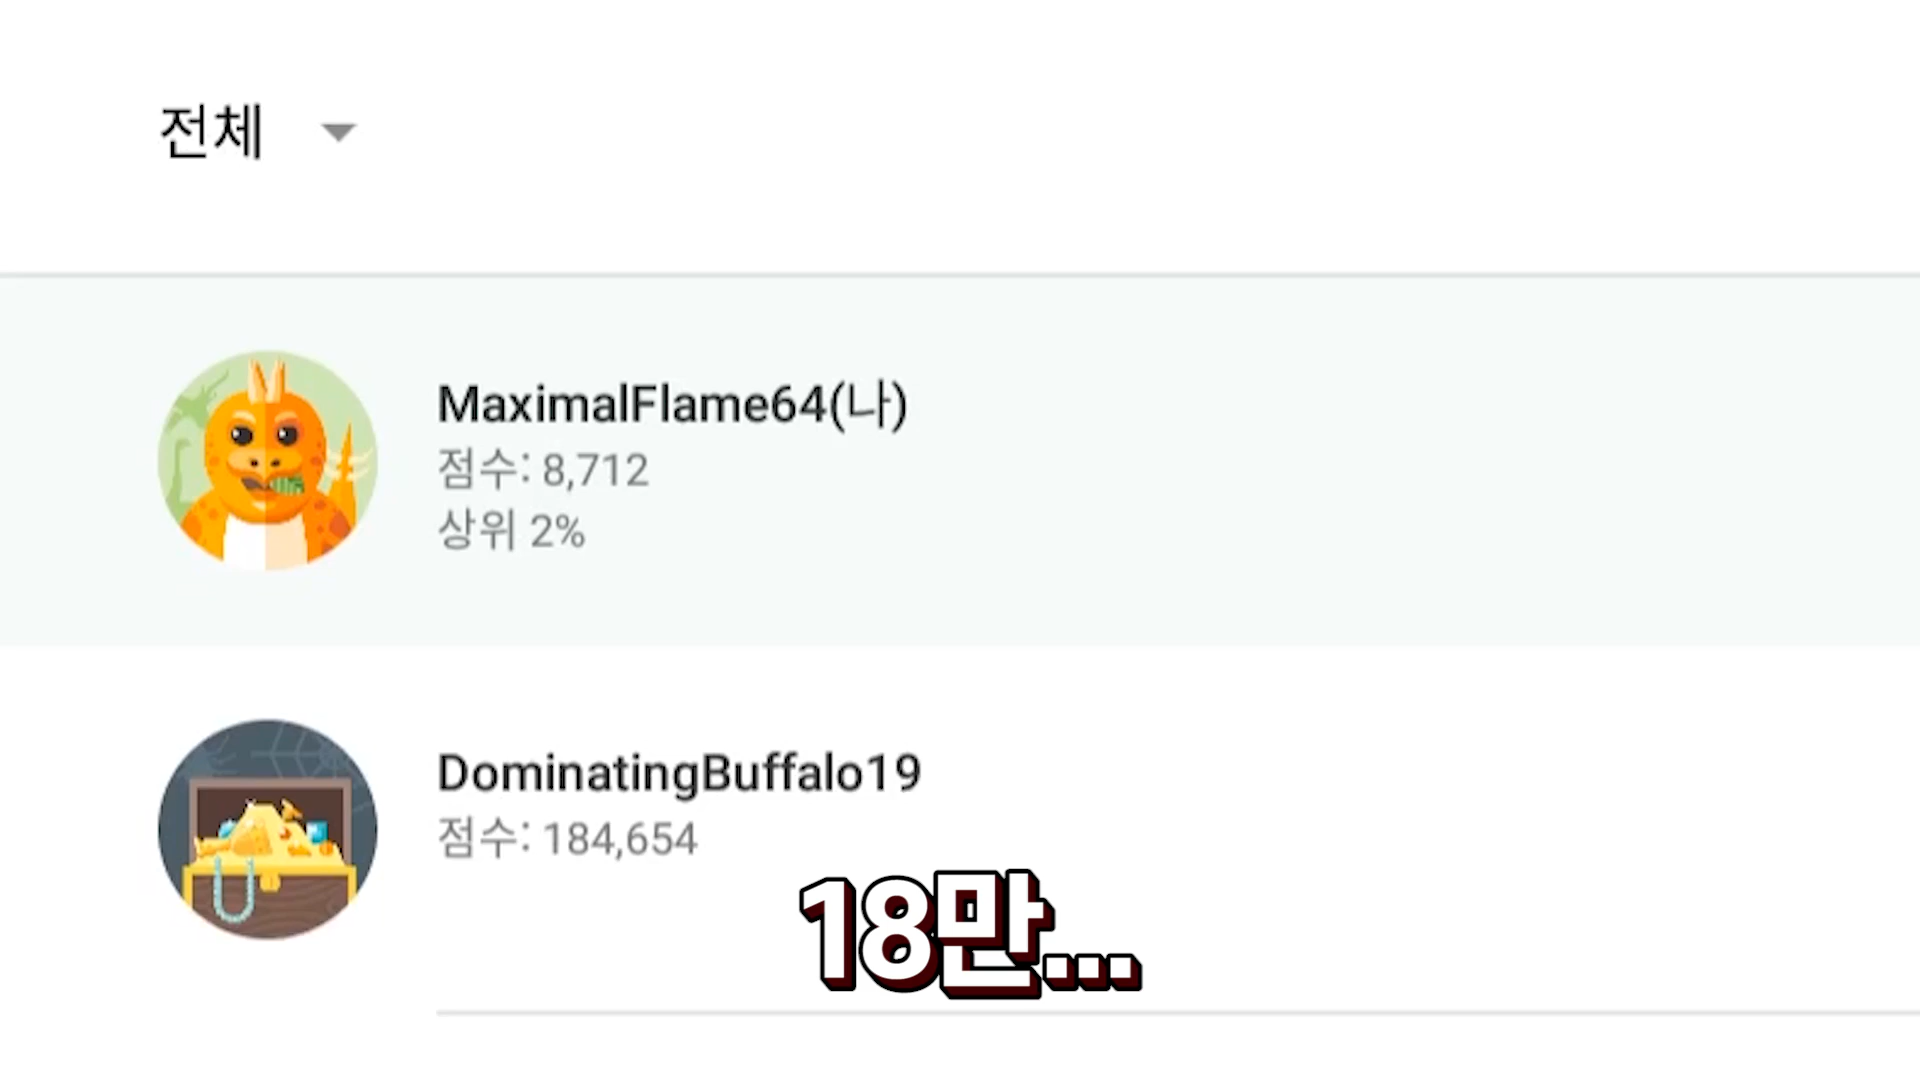 전체
MaximalFlame64(나)
점수: 8,712
상위 2%
DominatingBuffalo19
점수: 184,654
18만...